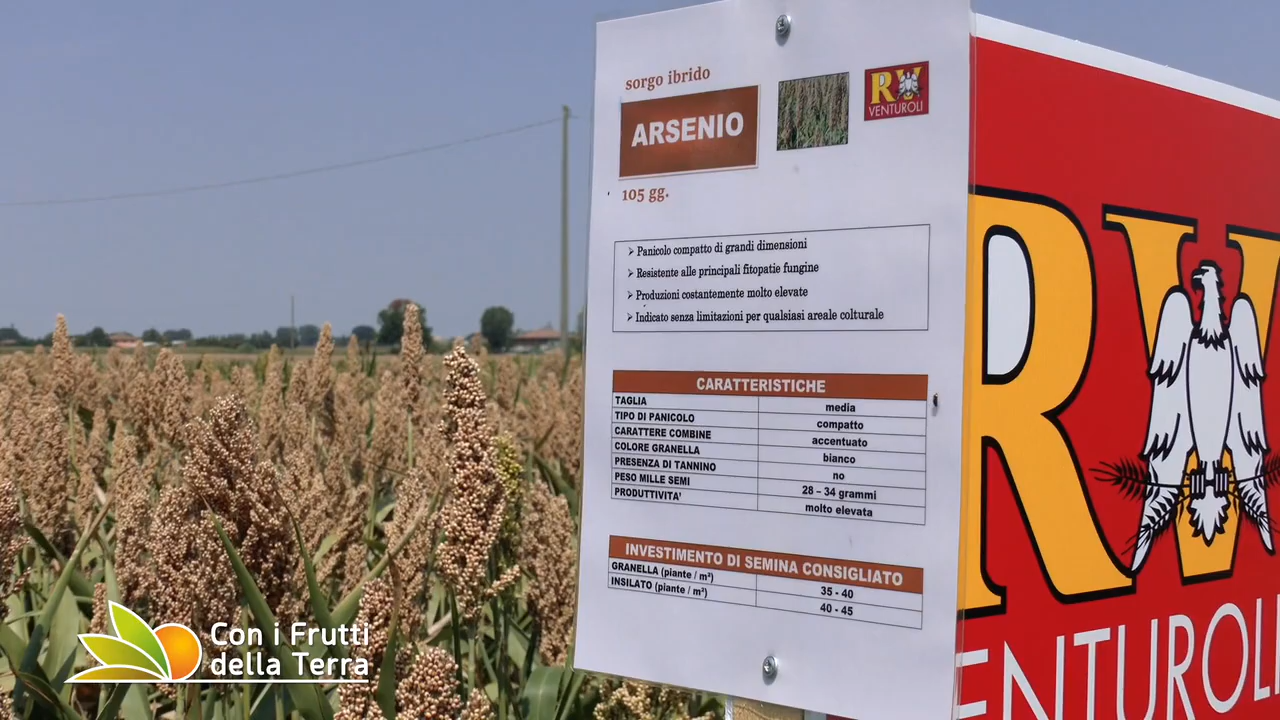 sorgo ibrido
ARSENIO
RV
VENTUROLI
105 gg.
➢ Panicolo compatto di grandi dimensioni
➢ Resistente alle principali fitopatie fungine
➢ Produzioni costantemente molto elevate
➢ Indicato senza limitazioni per qualsiasi areale colturale
CARATTERISTICHE
TAGLIA media
TIPO DI PANICOLO compatto
CARATTERE COMBINE accentuato
COLORE GRANELLA bianco
PRESENZA DI TANNINO no
PESO MILLE SEMI 28 – 34 grammi
PRODUTTIVITA' molto elevata
INVESTIMENTO DI SEMINA CONSIGLIATO
GRANELLA (piante / m²) 35 - 40
INSILATO (piante / m²) 40 - 45
RV
ENTUROLI
Con i Frutti
della Terra